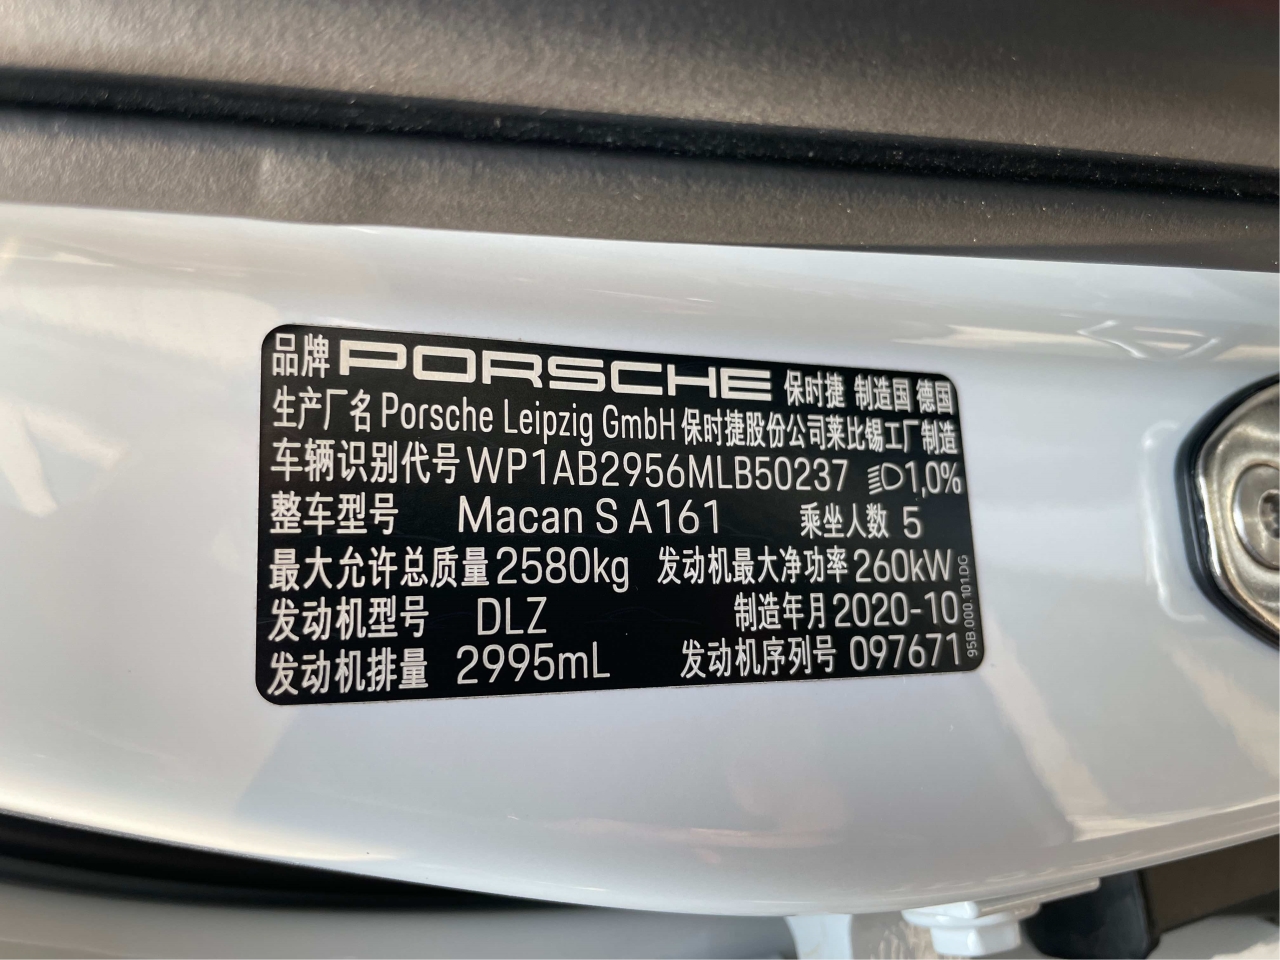 品牌 PORSCHE 保时捷 制造国 德国
生产厂名 Porsche Leipzig GmbH 保时捷股份公司莱比锡工厂制造
车辆识别代号 WP1AB2956MLB50237 1,0%
整车型号 Macan S A161 乘坐人数 5
最大允许总质量 2580kg 发动机最大净功率 260kW
发动机型号 DLZ 制造年月 2020-10
发动机排量 2995mL 发动机序列号 097671
95B.000.101.DG